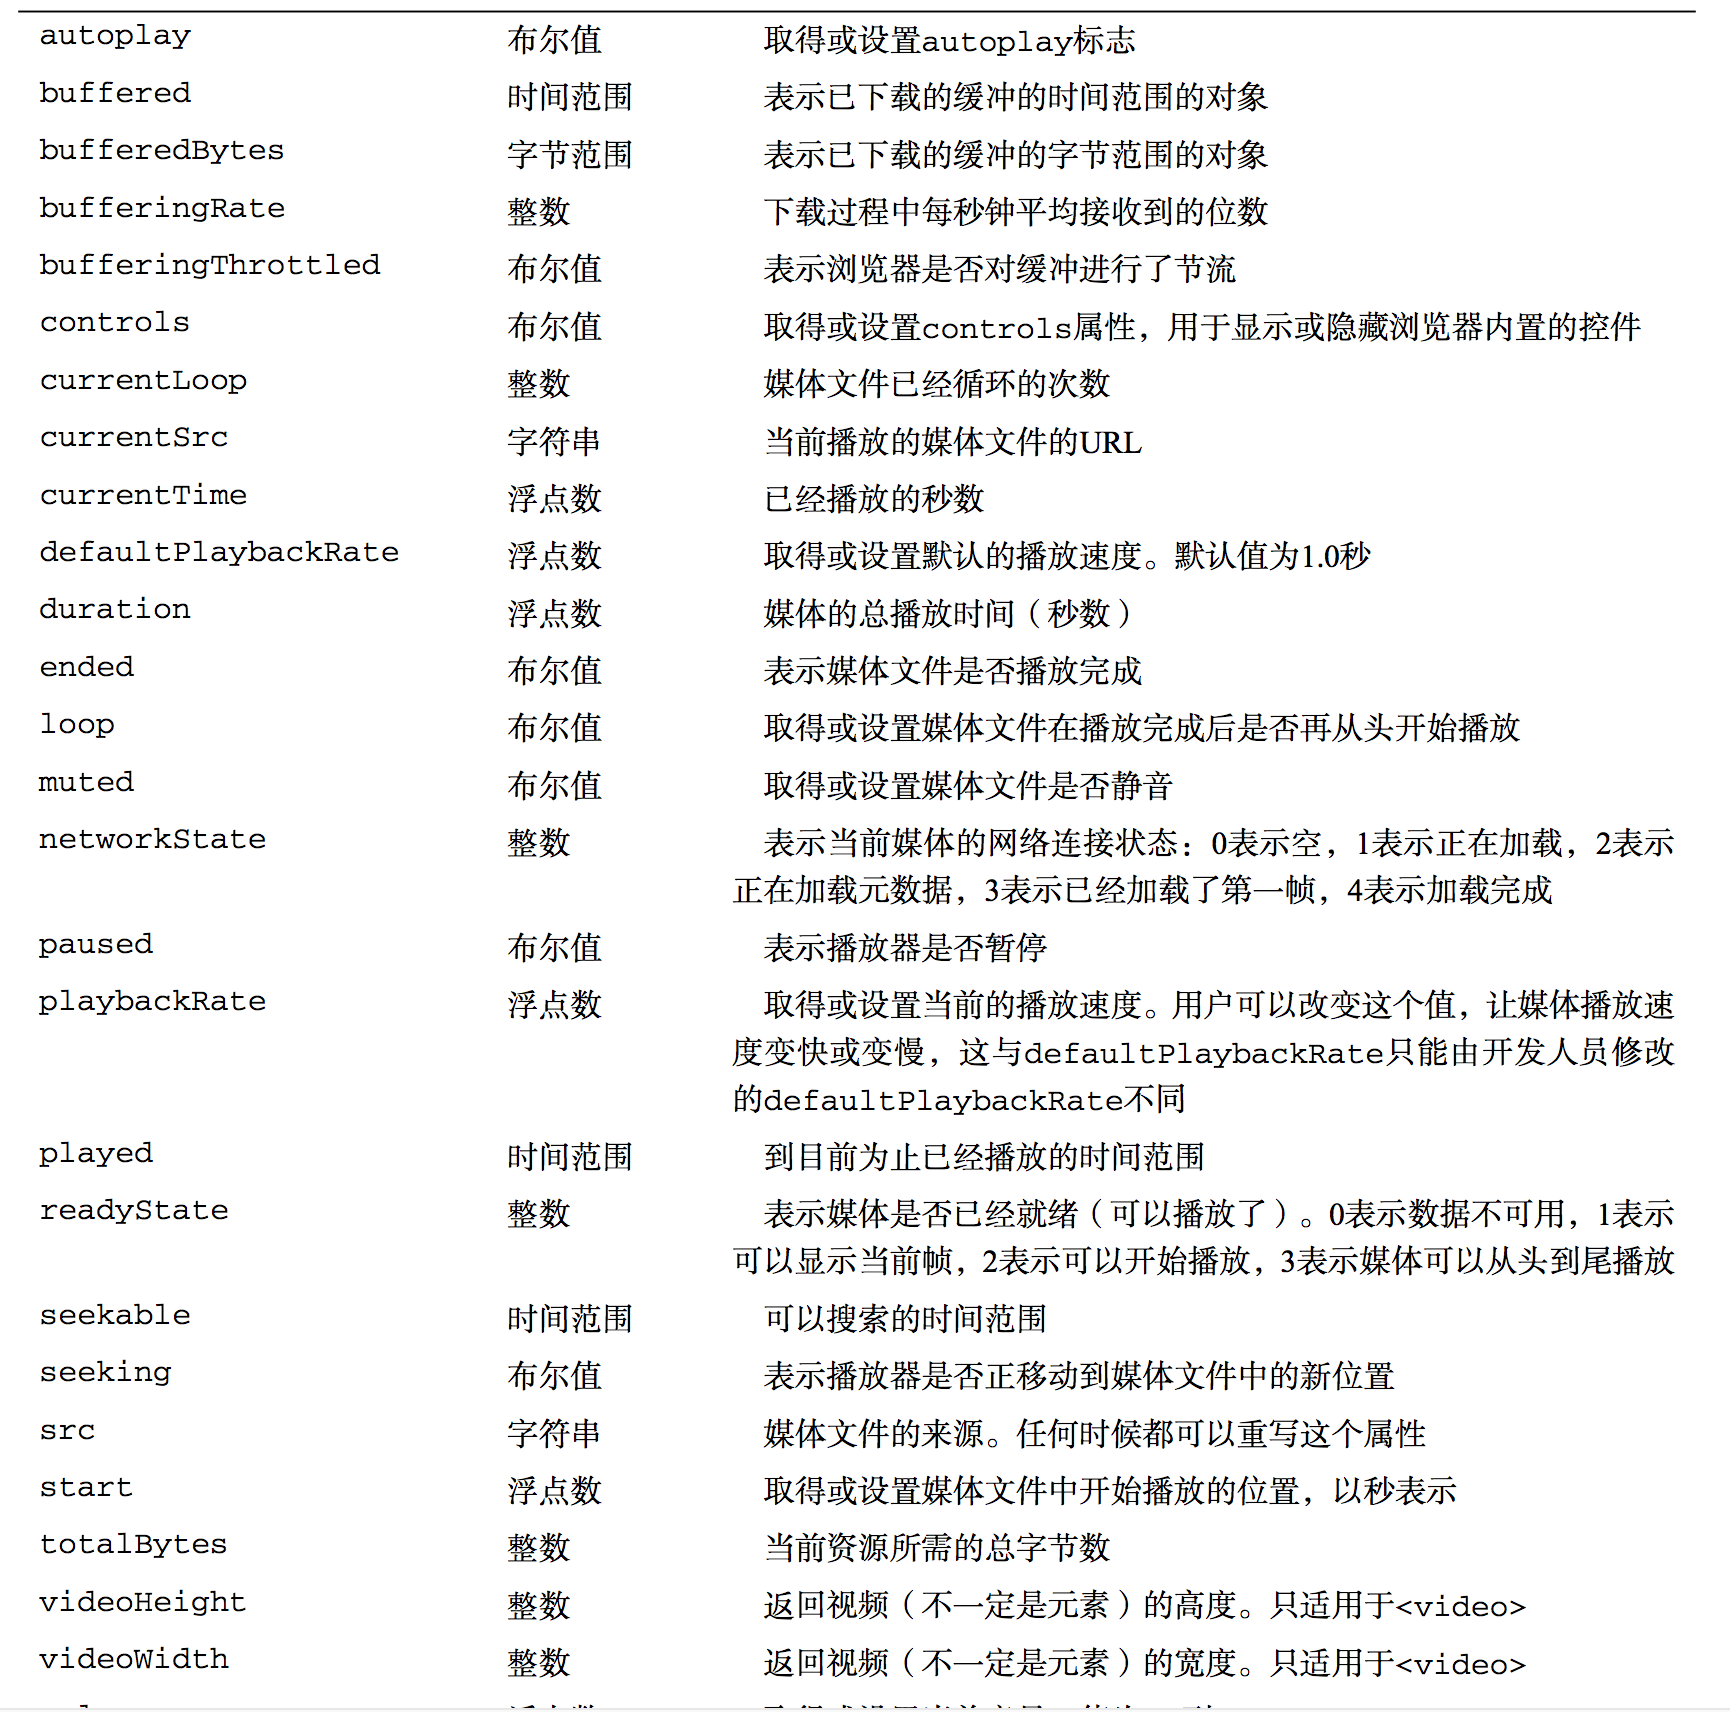 autoplay 布尔值 取得或设置autoplay标志
buffered 时间范围 表示已下载的缓冲的时间范围的对象
bufferedBytes 字节范围 表示已下载的缓冲的字节范围的对象
bufferingRate 整数 下载过程中每秒钟平均接收到的位数
bufferingThrottled 布尔值 表示浏览器是否对缓冲进行了节流
controls 布尔值 取得或设置controls属性，用于显示或隐藏浏览器内置的控件
currentLoop 整数 媒体文件已经循环的次数
currentSrc 字符串 当前播放的媒体文件的URL
currentTime 浮点数 已经播放的秒数
defaultPlaybackRate 浮点数 取得或设置默认的播放速度。默认值为1.0秒
duration 浮点数 媒体的总播放时间（秒数）
ended 布尔值 表示媒体文件是否播放完成
loop 布尔值 取得或设置媒体文件在播放完成后是否再从头开始播放
muted 布尔值 取得或设置媒体文件是否静音
networkState 整数 表示当前媒体的网络连接状态：0表示空，1表示正在加载，2表示
正在加载元数据，3表示已经加载了第一帧，4表示加载完成
paused 布尔值 表示播放器是否暂停
playbackRate 浮点数 取得或设置当前的播放速度。用户可以改变这个值，让媒体播放速
度变快或变慢，这与defaultPlaybackRate只能由开发人员修改
的defaultPlaybackRate不同
played 时间范围 到目前为止已经播放的时间范围
readyState 整数 表示媒体是否已经就绪（可以播放了）。0表示数据不可用，1表示
可以显示当前帧，2表示可以开始播放，3表示媒体可以从头到尾播放
seekable 时间范围 可以搜索的时间范围
seeking 布尔值 表示播放器是否正移动到媒体文件中的新位置
src 字符串 媒体文件的来源。任何时候都可以重写这个属性
start 浮点数 取得或设置媒体文件中开始播放的位置，以秒表示
totalBytes 整数 当前资源所需的总字节数
videoHeight 整数 返回视频（不一定是元素）的高度。只适用于<video>
videoWidth 整数 返回视频（不一定是元素）的宽度。只适用于<video>